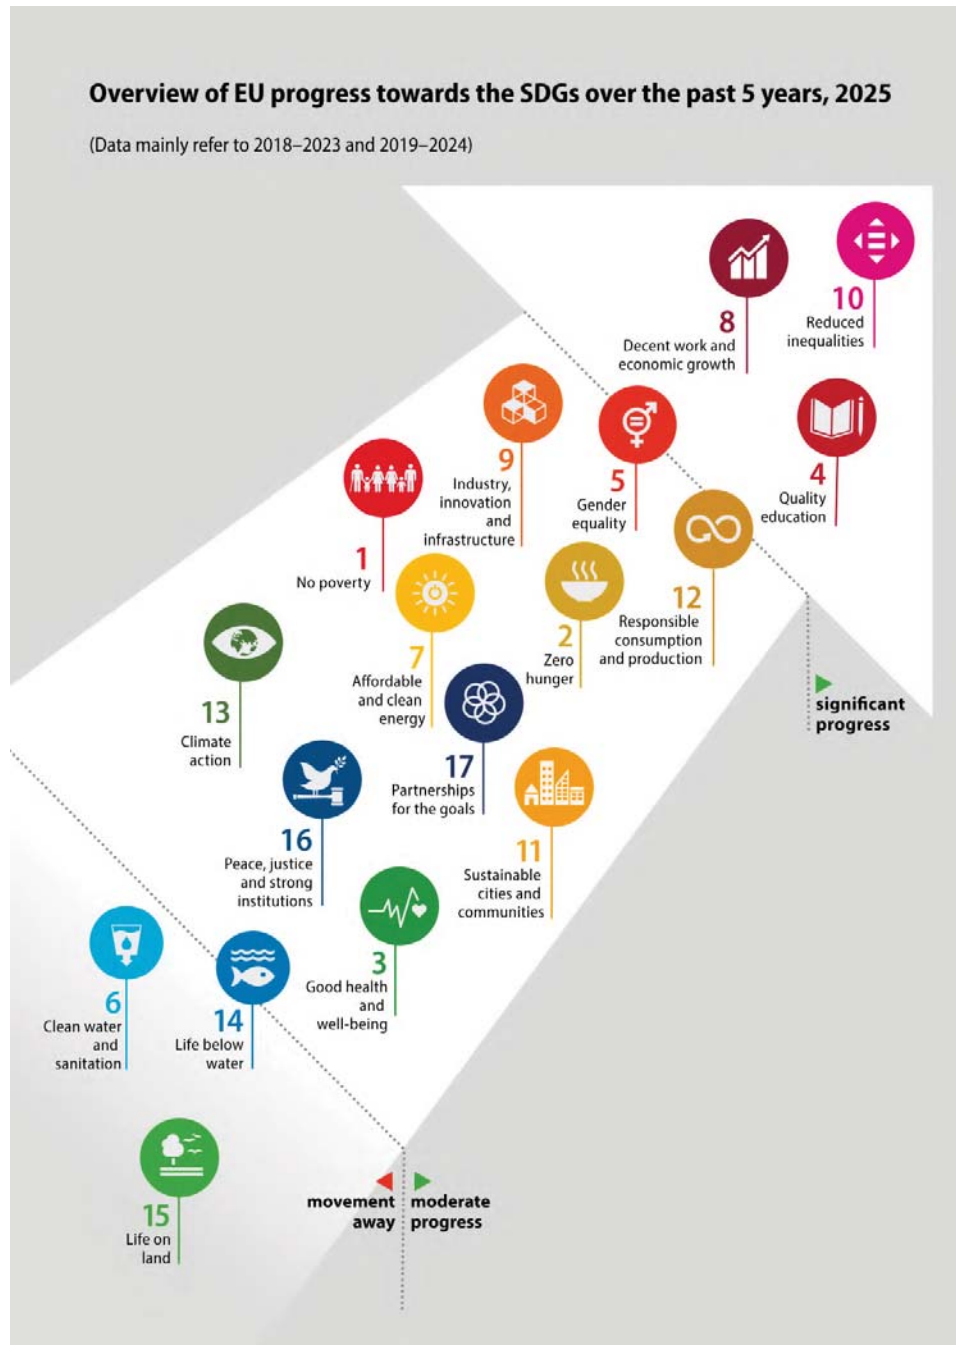 Overview of EU progress towards the SDGs over the past 5 years, 2025
(Data mainly refer to 2018–2023 and 2019–2024)
10
Reduced
inequalities
8
Decent work and
economic growth
4
Quality
education
9
Industry,
innovation
and
infrastructure
5
Gender
equality
1
No poverty
12
Responsible
consumption
and production
2
Zero
hunger
7
Affordable
and clean
energy
13
Climate
action
significant
progress
17
Partnerships
for the goals
16
Peace, justice
and strong
institutions
11
Sustainable
cities and
communities
3
Good health
and
well-being
6
Clean water
and
sanitation
14
Life below
water
15
Life on
land
movement
away
moderate
progress